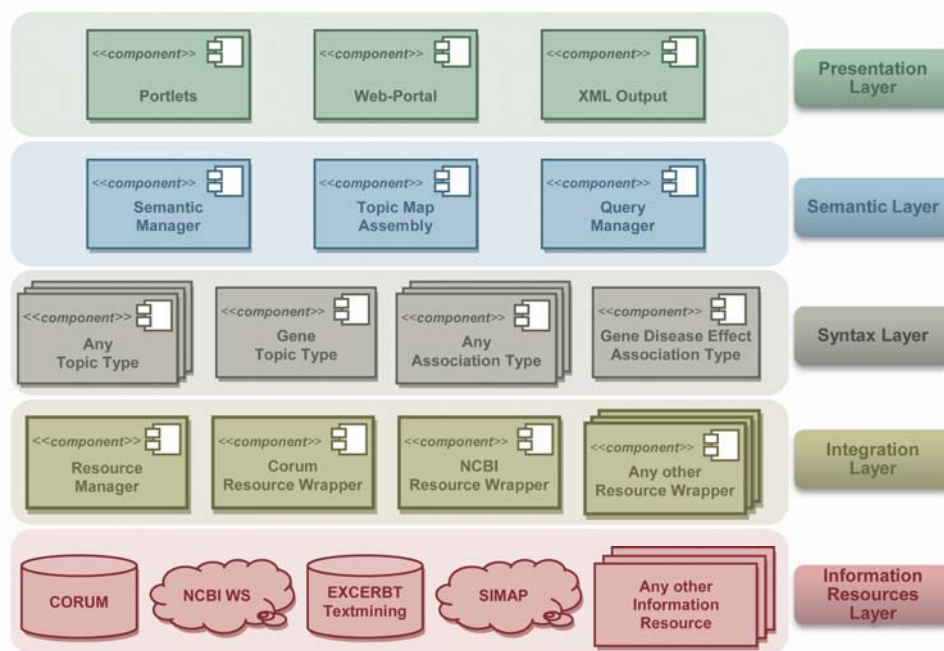 <<component>>
Portlets
<<component>>
Web-Portal
<<component>>
XML Output
Presentation
Layer
<<component>>
Semantic
Manager
<<component>>
Topic Map
Assembly
<<component>>
Query
Manager
Semantic Layer
<<component>>
Any
Topic Type
<<component>>
Gene
Topic Type
<<component>>
Any
Association Type
<<component>>
Gene Disease Effect
Association Type
Syntax Layer
<<component>>
Resource
Manager
<<component>>
Corum
Resource Wrapper
<<component>>
NCBI
Resource Wrapper
<<component>>
Any other
Resource Wrapper
Integration
Layer
CORUM
NCBI WS
EXCERBT
Textmining
SIMAP
Any other
Information
Resource
Information
Resources
Layer